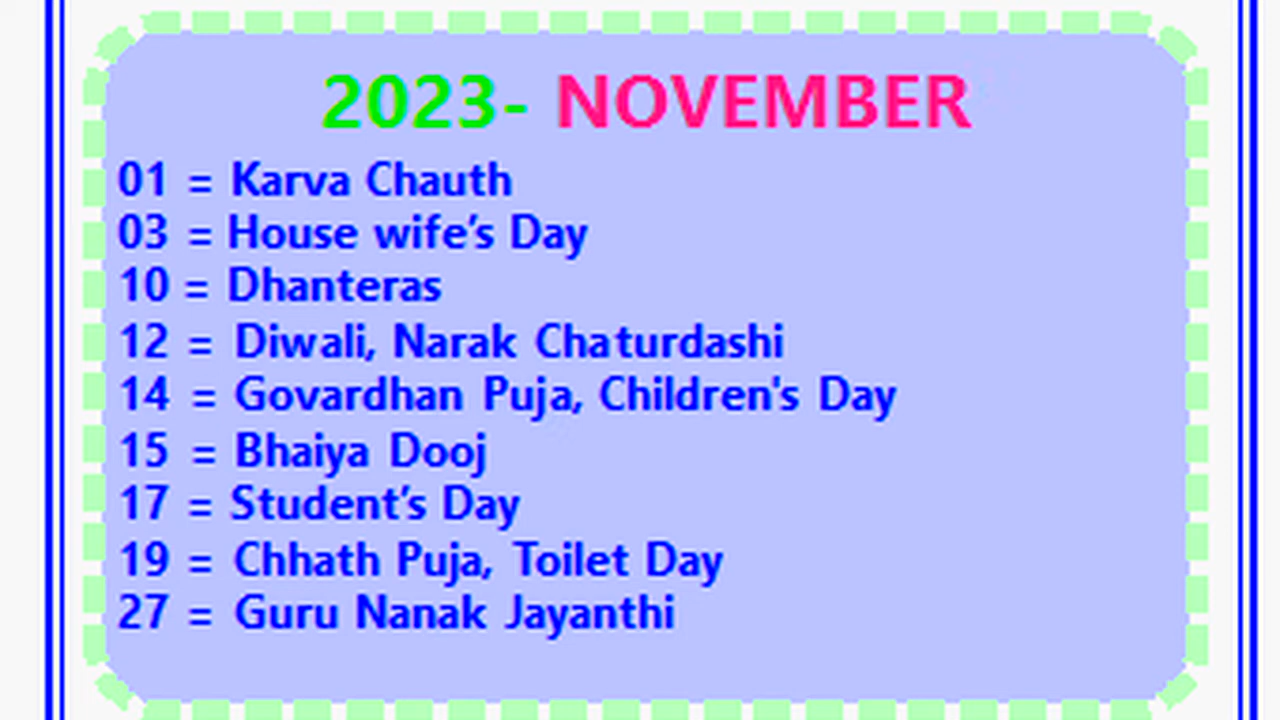 2023- NOVEMBER
01 = Karva Chauth
03 = House wife’s Day
10 = Dhanteras
12 = Diwali, Narak Chaturdashi
14 = Govardhan Puja, Children's Day
15 = Bhaiya Dooj
17 = Student’s Day
19 = Chhath Puja, Toilet Day
27 = Guru Nanak Jayanthi